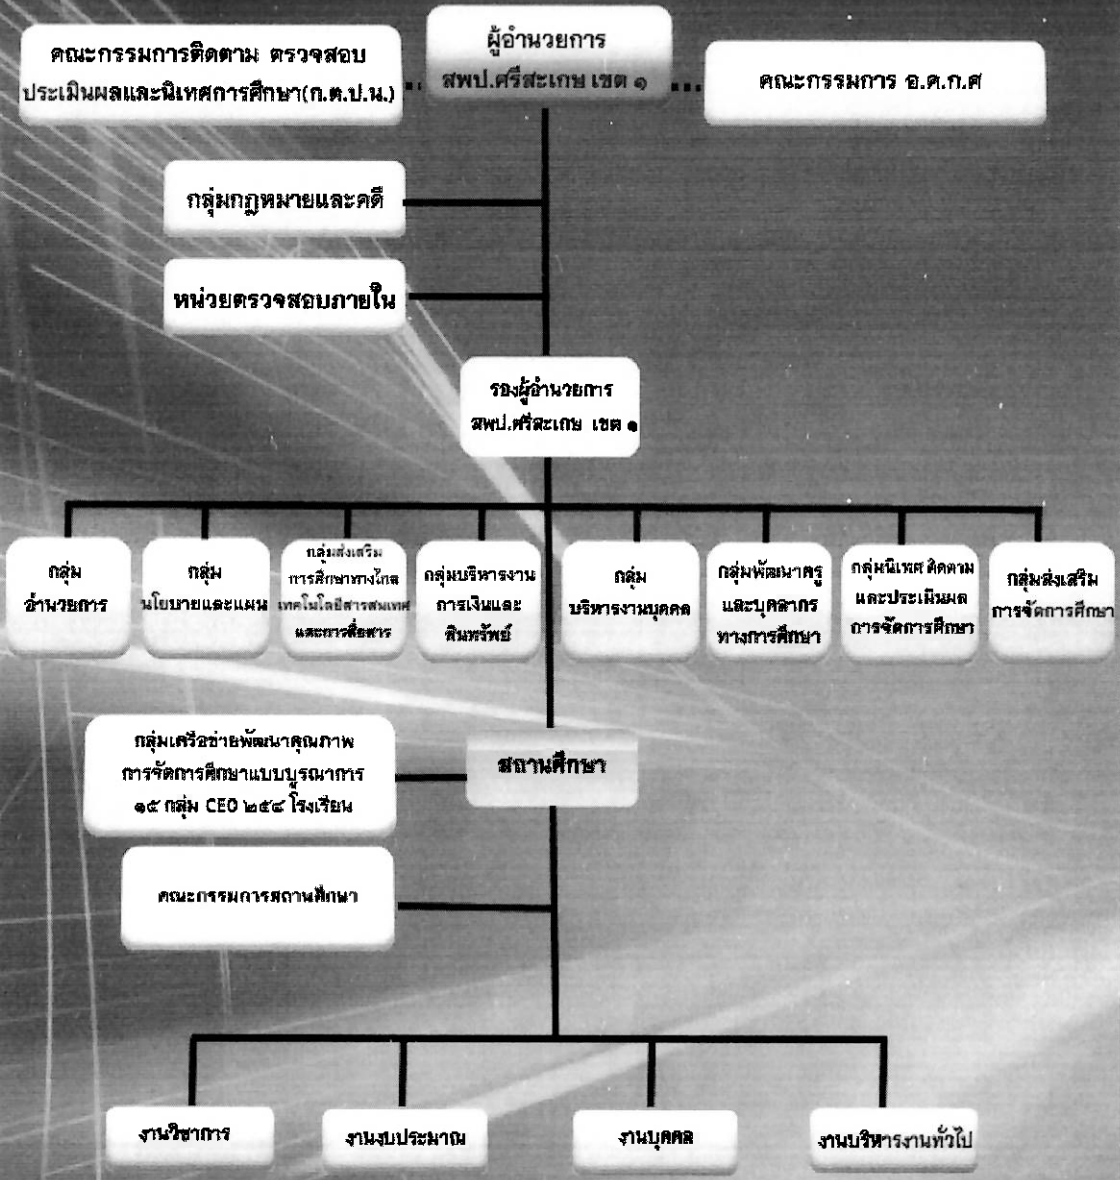 คณะกรรมการติดตาม ตรวจสอบ
ประเมินผลและนิเทศการศึกษา(ก.ต.ป.น.)
ผู้อำนวยการ
สพป.ศรีสะเกษ เขต ๑
คณะกรรมการ อ.ค.ก.ศ
กลุ่มกฎหมายและคดี
หน่วยตรวจสอบภายใน
รองผู้อำนวยการ
สพป.ศรีสะเกษ เขต ๑
กลุ่ม
อำนวยการ
กลุ่ม
นโยบายและแผน
กลุ่มส่งเสริม
การศึกษาทางไกล
เทคโนโลยีสารสนเทศ
และการสื่อสาร
กลุ่มบริหารงาน
การเงินและ
สินทรัพย์
กลุ่ม
บริหารงานบุคคล
กลุ่มพัฒนาครู
และบุคลากร
ทางการศึกษา
กลุ่มนิเทศ ติดตาม
และประเมินผล
การจัดการศึกษา
กลุ่มส่งเสริม
การจัดการศึกษา
กลุ่มเครือข่ายพัฒนาคุณภาพ
การจัดการศึกษาแบบบูรณาการ
๑๕ กลุ่ม CEO ๒๕๔ โรงเรียน
สถานศึกษา
คณะกรรมการสถานศึกษา
งานวิชาการ
งานงบประมาณ
งานบุคคล
งานบริหารงานทั่วไป